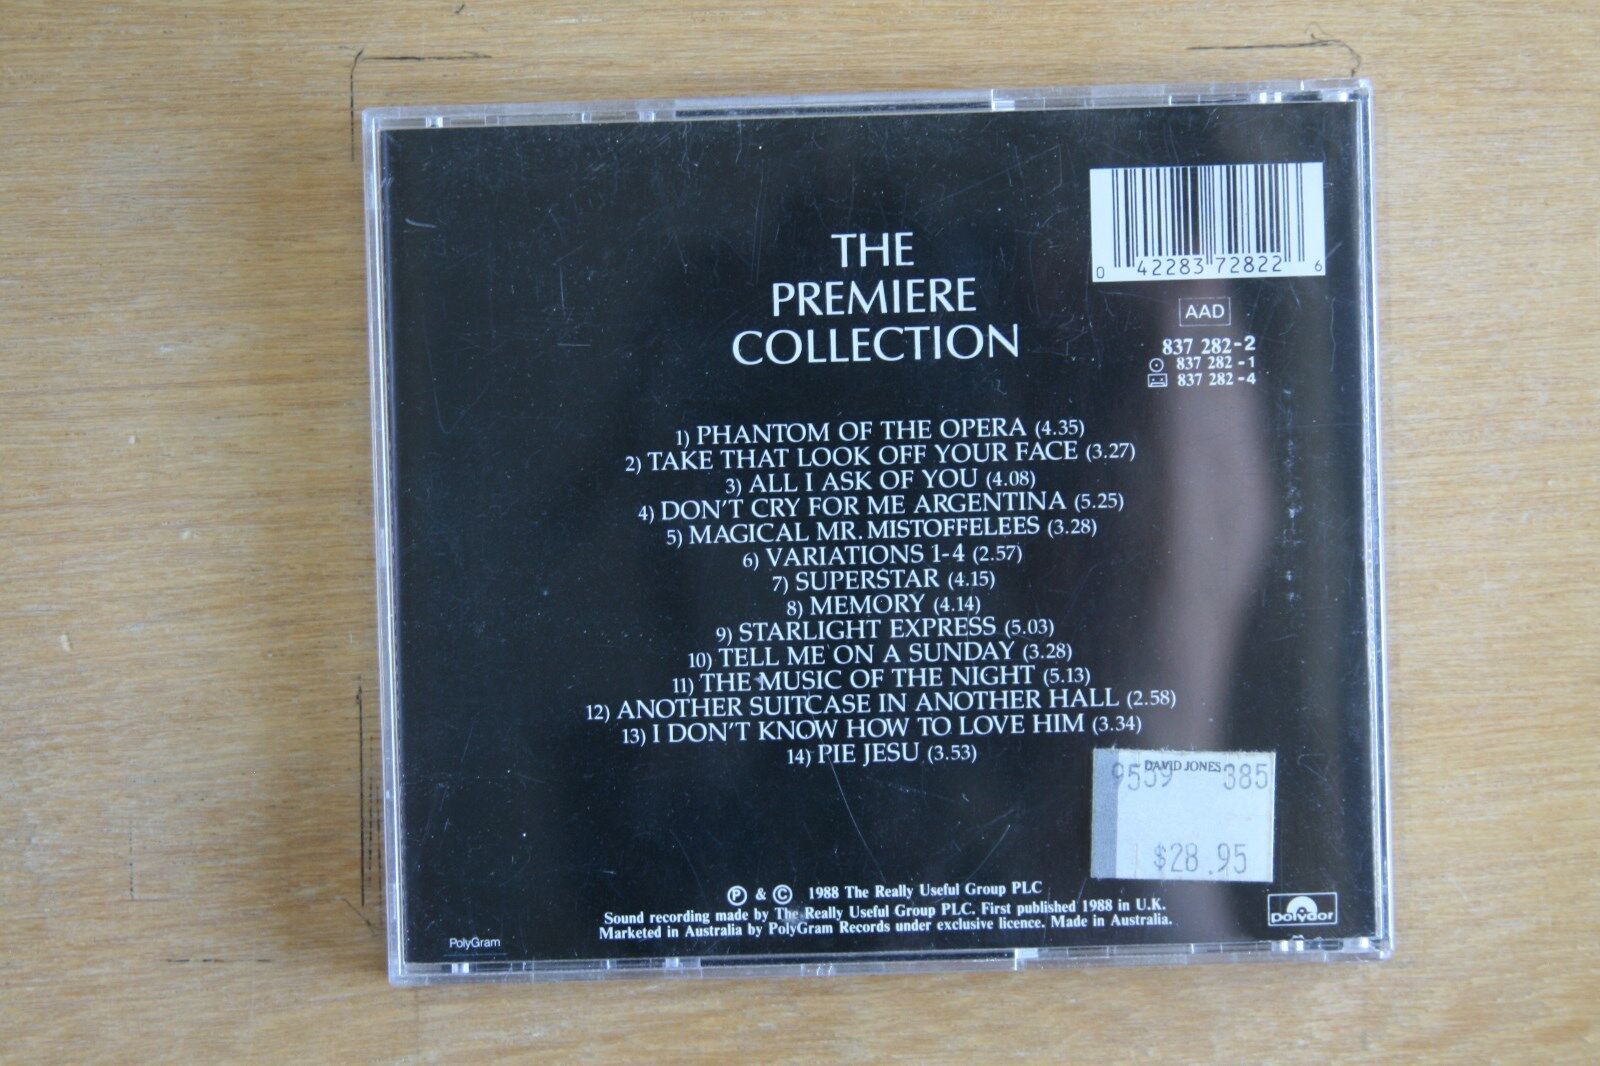 THE
PREMIERE
COLLECTION
0 42283 72822 6
AAD
837 282-2
837 282-1
837 282-4
1) PHANTOM OF THE OPERA (4.35)
2) TAKE THAT LOOK OFF YOUR FACE (3.27)
3) ALL I ASK OF YOU (4.08)
4) DON'T CRY FOR ME ARGENTINA (5.25)
5) MAGICAL MR. MISTOFFELEES (3.28)
6) VARIATIONS 1-4 (2.57)
7) SUPERSTAR (4.15)
8) MEMORY (4.14)
9) STARLIGHT EXPRESS (5.03)
10) TELL ME ON A SUNDAY (3.28)
11) THE MUSIC OF THE NIGHT (5.13)
12) ANOTHER SUITCASE IN ANOTHER HALL (2.58)
13) I DON'T KNOW HOW TO LOVE HIM (3.34)
14) PIE JESU (3.53)
DAVID JONES
9559 385
$28.95
Ⓟ & © 1988 The Really Useful Group PLC
Sound recording made by The Really Useful Group PLC. First published 1988 in U.K.
Marketed in Australia by PolyGram Records under exclusive licence. Made in Australia.
PolyGram
polydor